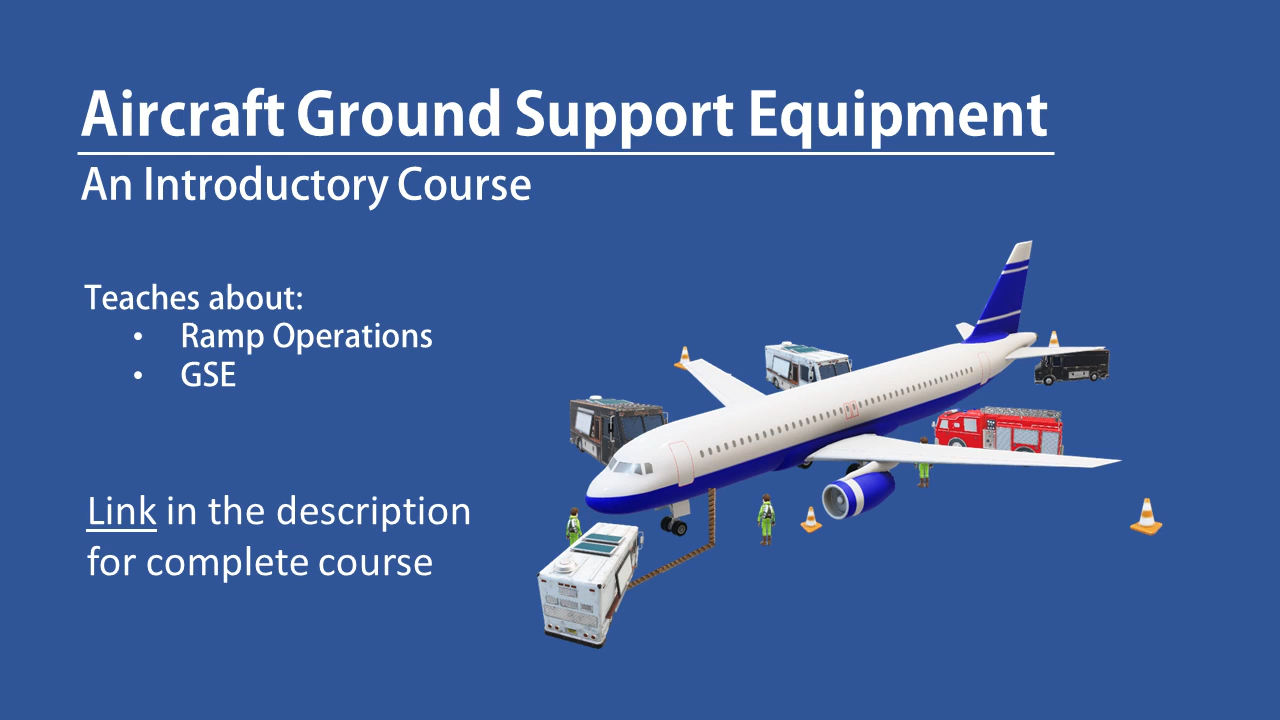 Aircraft Ground Support Equipment
An Introductory Course
Teaches about:
• Ramp Operations
• GSE
Link in the description
for complete course